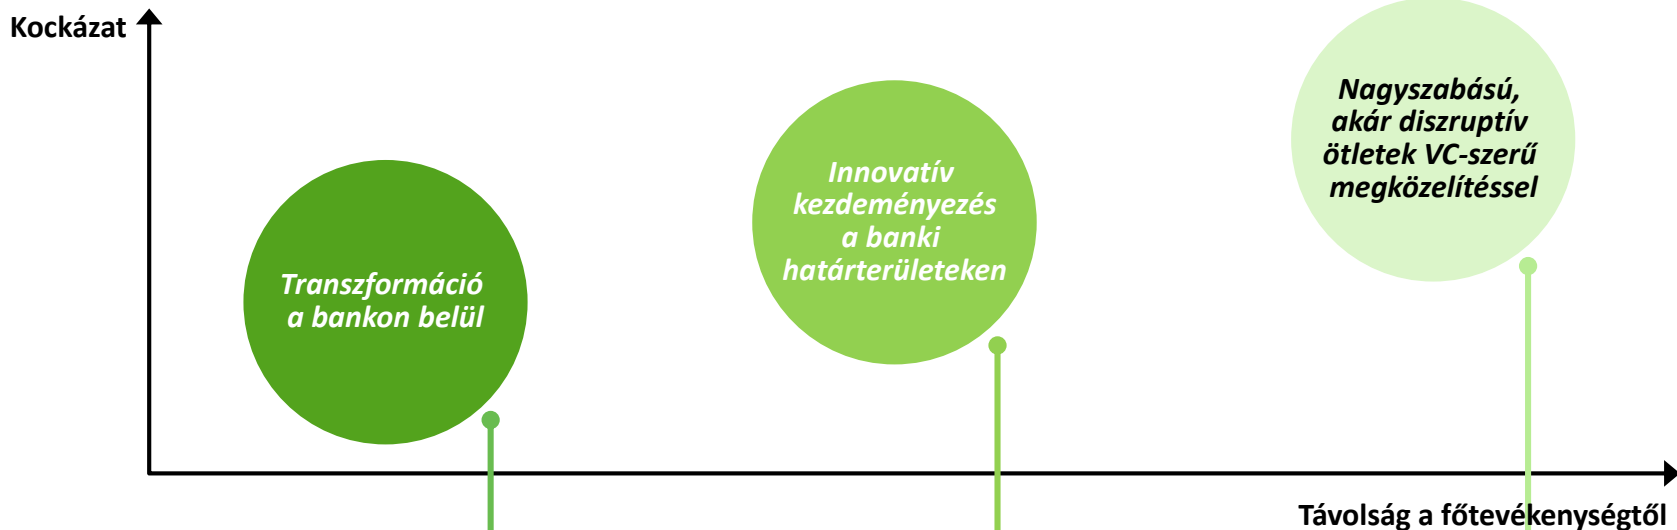 Kockázat
Transzformáció
a bankon belül
Innovatív
kezdeményezés
a banki
határterületeken
Nagyszabású,
akár diszruptív
ötletek VC-szerű
megközelítéssel
Távolság a főtevékenységtől